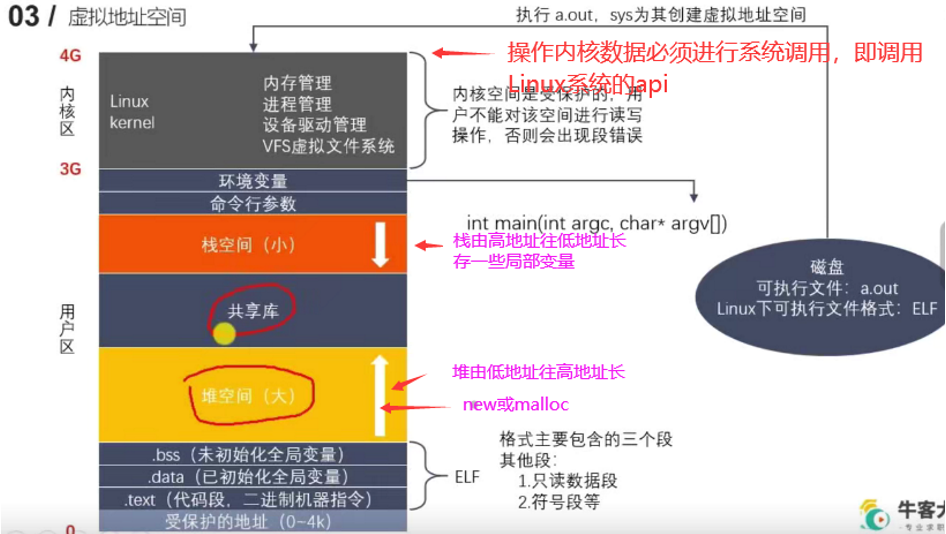 03 / 虚拟地址空间
执行 a.out，sys为其创建虚拟地址空间
4G
操作内核数据必须进行系统调用，即调用
Linux系统的api
内核区
Linux
kernel
内存管理
进程管理
设备驱动管理
VFS虚拟文件系统
内核空间是受保护的，用
户不能对该空间进行读写
操作，否则会出现段错误
3G
环境变量
命令行参数
int main(int argc, char* argv[])
栈空间（小）
栈由高地址往低地址长
存一些局部变量
磁盘
可执行文件：a.out
Linux下可执行文件格式：ELF
用户区
共享库
堆空间（大）
堆由低地址往高地址长
new或malloc
.bss（未初始化全局变量）
.data（已初始化全局变量）
.text（代码段，二进制机器指令）
受保护的地址（0~4k）
0
ELF
格式主要包含的三个段
其他段：
1.只读数据段
2.符号段等
牛客